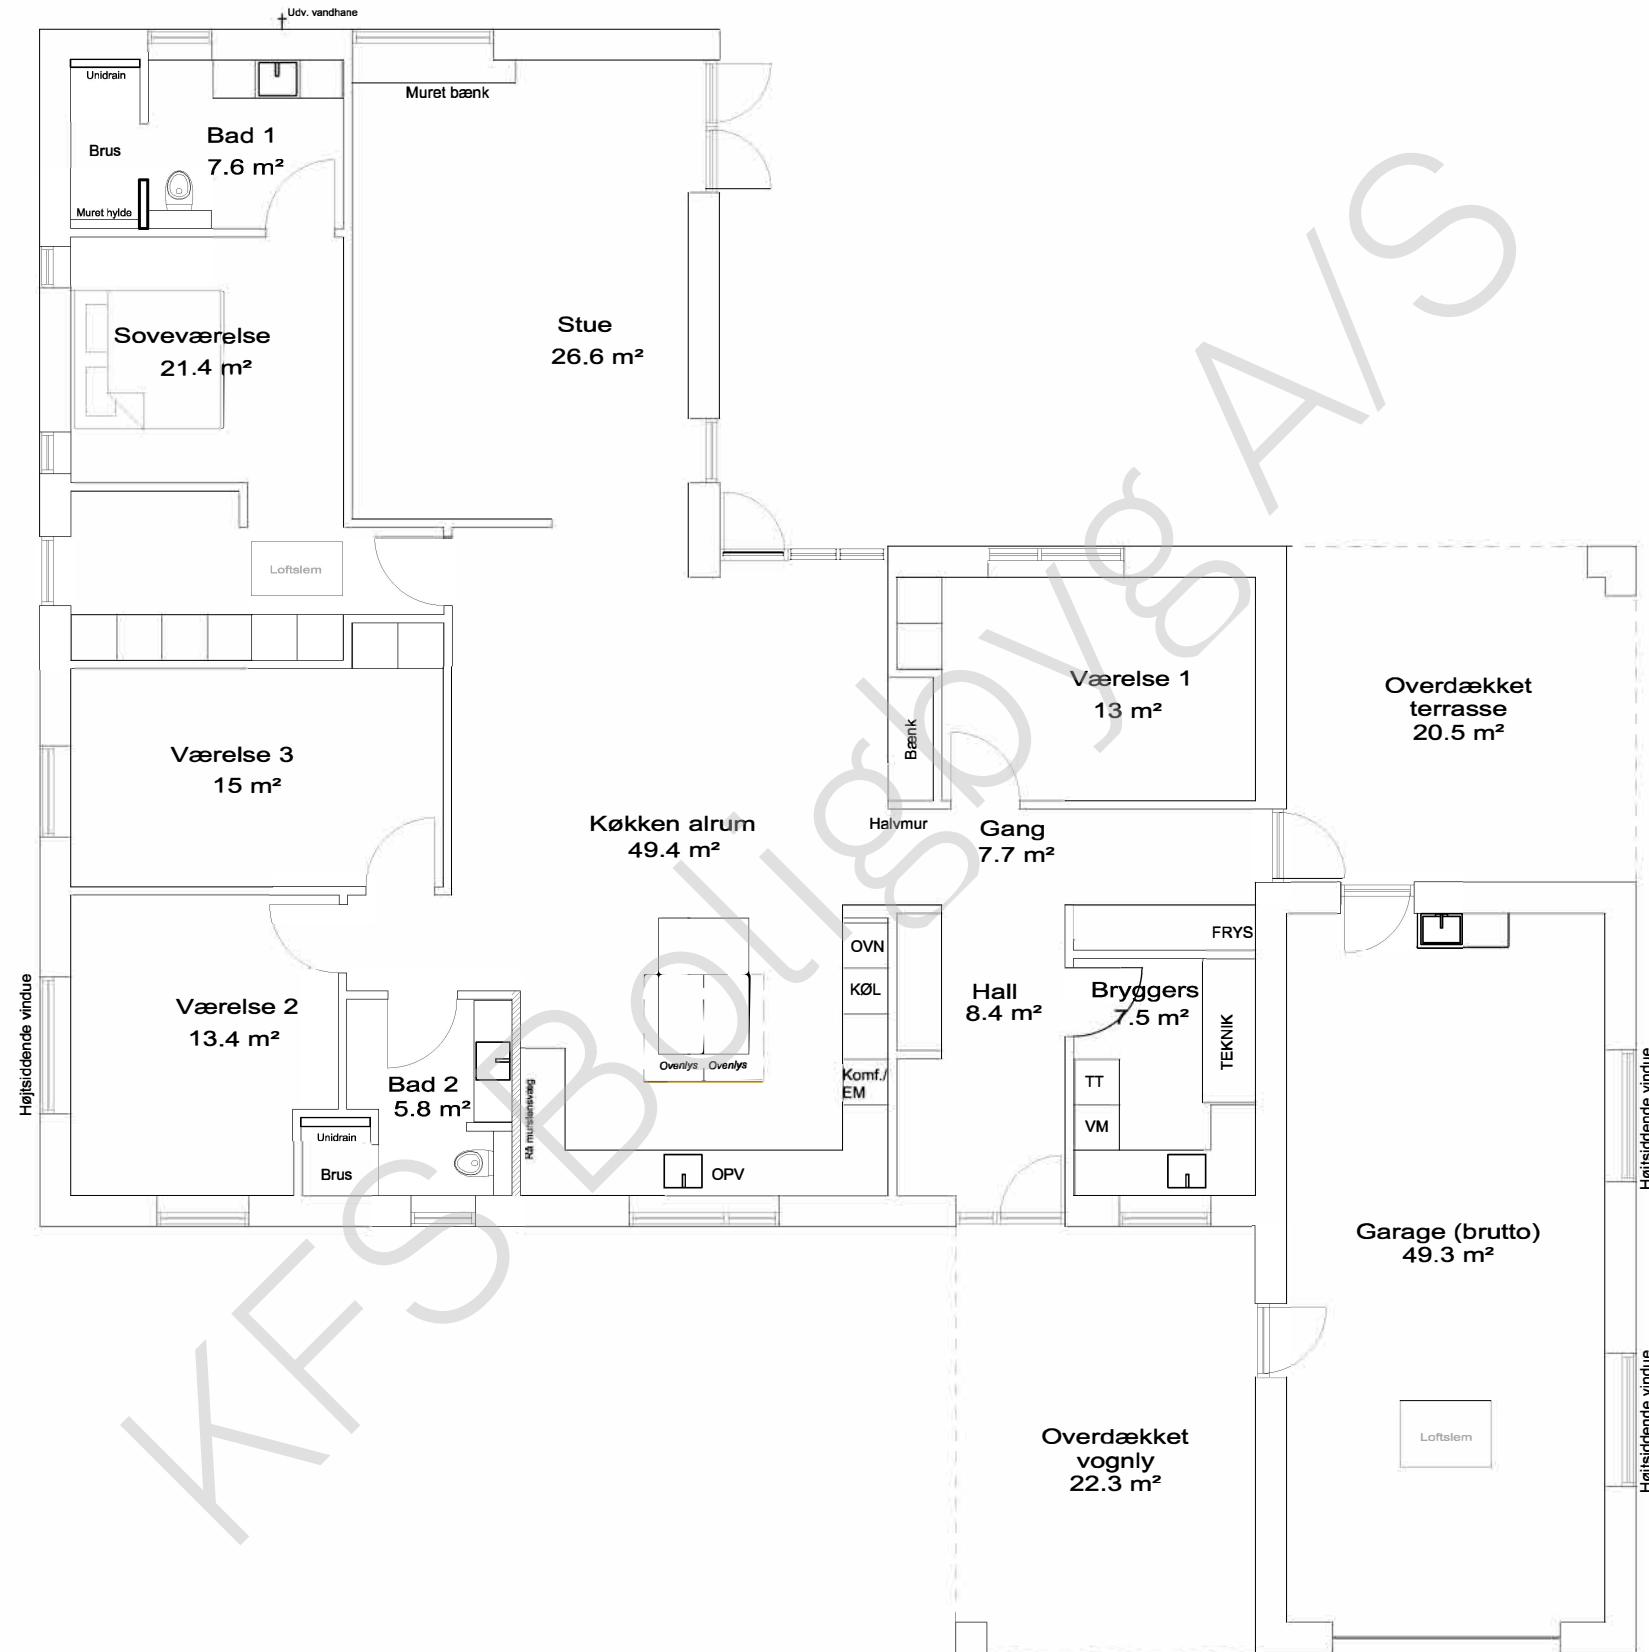 Udv. vandhane
Unidrain
Muret bænk
Bad 1
7.6 m²
Brus
Muret hylde
Soveværelse
21.4 m²
Stue
26.6 m²
Loftslem
Værelse 1
13 m²
Overdækket
terrasse
20.5 m²
Bænk
Værelse 3
15 m²
Køkken alrum
49.4 m²
Halvmur
Gang
7.7 m²
FRYS
OVN
KØL
Hall
8.4 m²
Bryggers
7.5 m²
TEKNIK
Højtsiddende vindue
Værelse 2
13.4 m²
Ovenlys
Ovenlys
Komf./
EM
TT
VM
Bad 2
5.8 m²
Rå murstensvæg
Unidrain
Brus
OPV
Højtsiddende vindue
Garage (brutto)
49.3 m²
Overdækket
vognly
22.3 m²
Loftslem
Højtsiddende vindue
KFS Boligbyg A/S